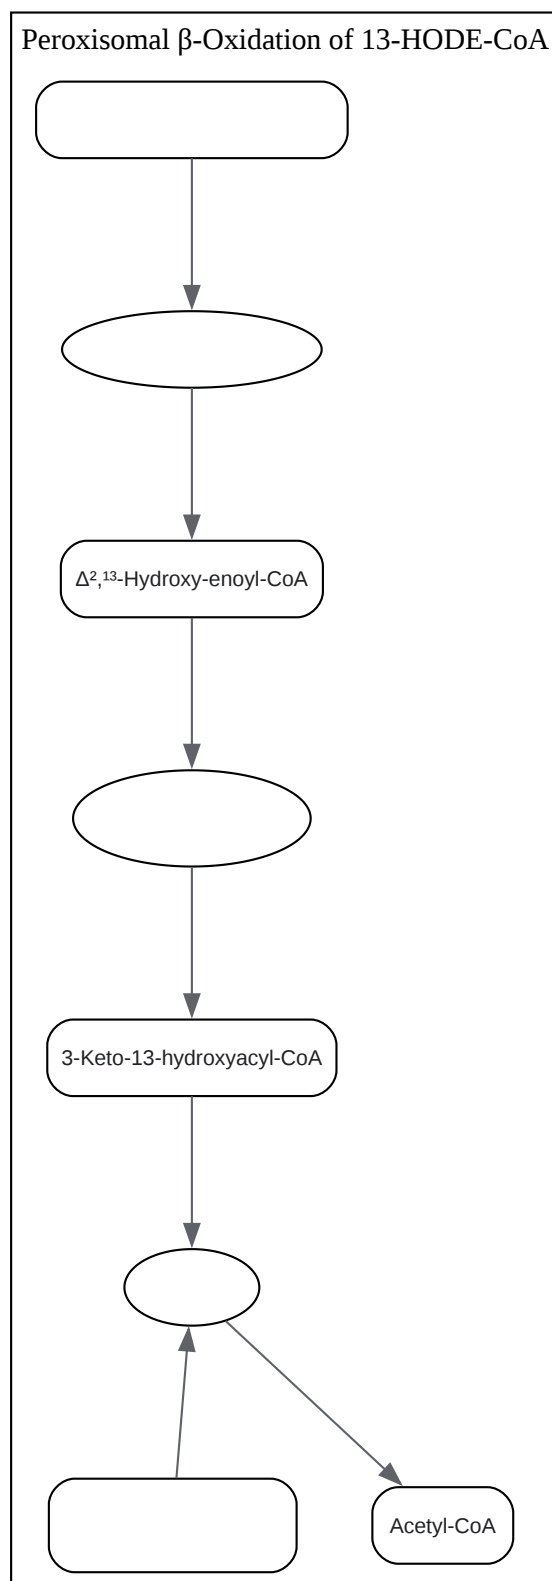 Peroxisomal β-Oxidation of 13-HODE-CoA
Δ²,¹³-Hydroxy-enoyl-CoA
3-Keto-13-hydroxyacyl-CoA
Acetyl-CoA